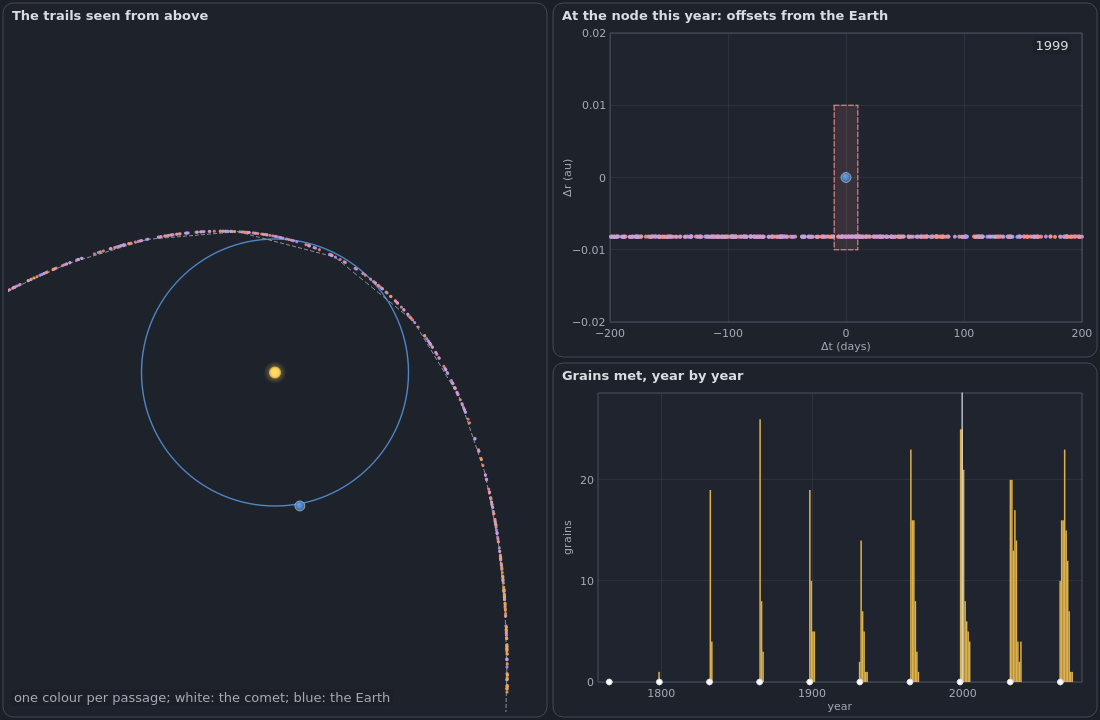 The trails seen from above
one colour per passage; white: the comet; blue: the Earth
At the node this year: offsets from the Earth
1999
0.02
0.01
0
−0.01
−0.02
Δr (au)
−200
−100
0
100
200
Δt (days)
Grains met, year by year
20
10
0
grains
1800
1900
2000
year